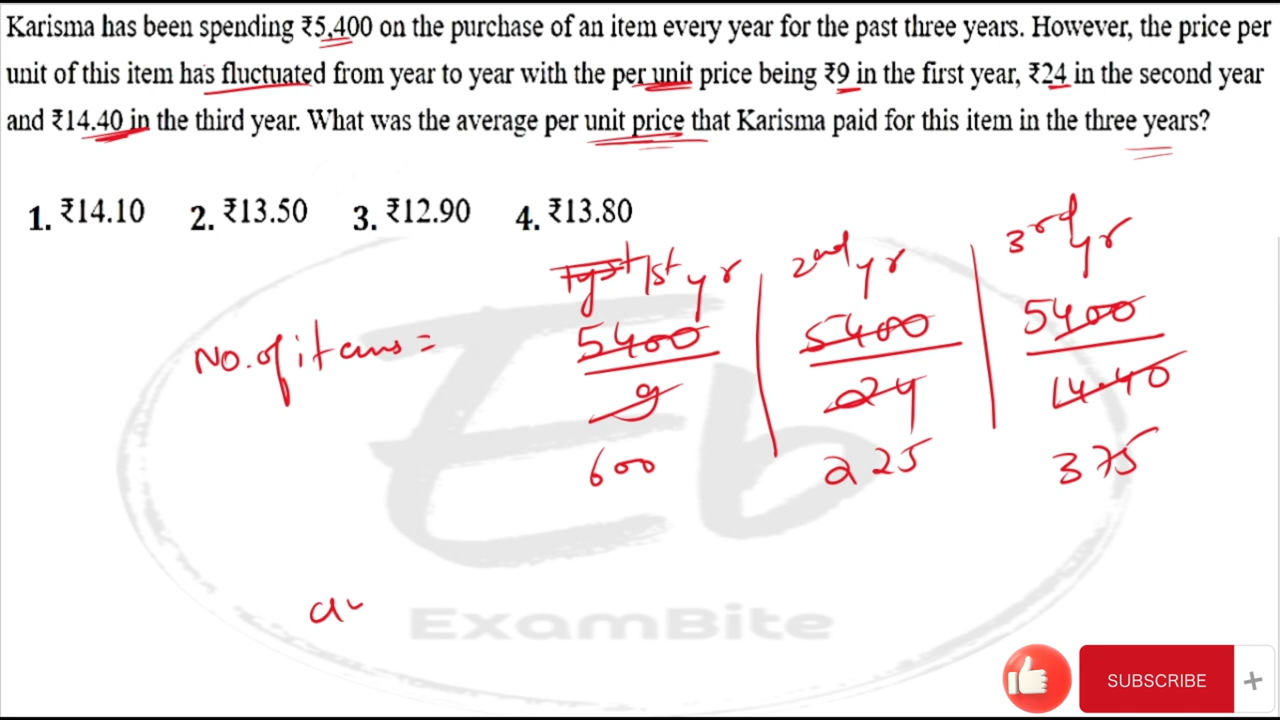 Karisma has been spending ₹5,400 on the purchase of an item every year for the past three years. However, the price per
unit of this item has fluctuated from year to year with the per unit price being ₹9 in the first year, ₹24 in the second year
and ₹14.40 in the third year. What was the average per unit price that Karisma paid for this item in the three years?
1. ₹14.10 2. ₹13.50 3. ₹12.90 4. ₹13.80
1st yr 2nd yr 3rd yr
No. of items = 5400 5400 5400
9 24 14.40
600 225 375
Eb
ExamBite
SUBSCRIBE +